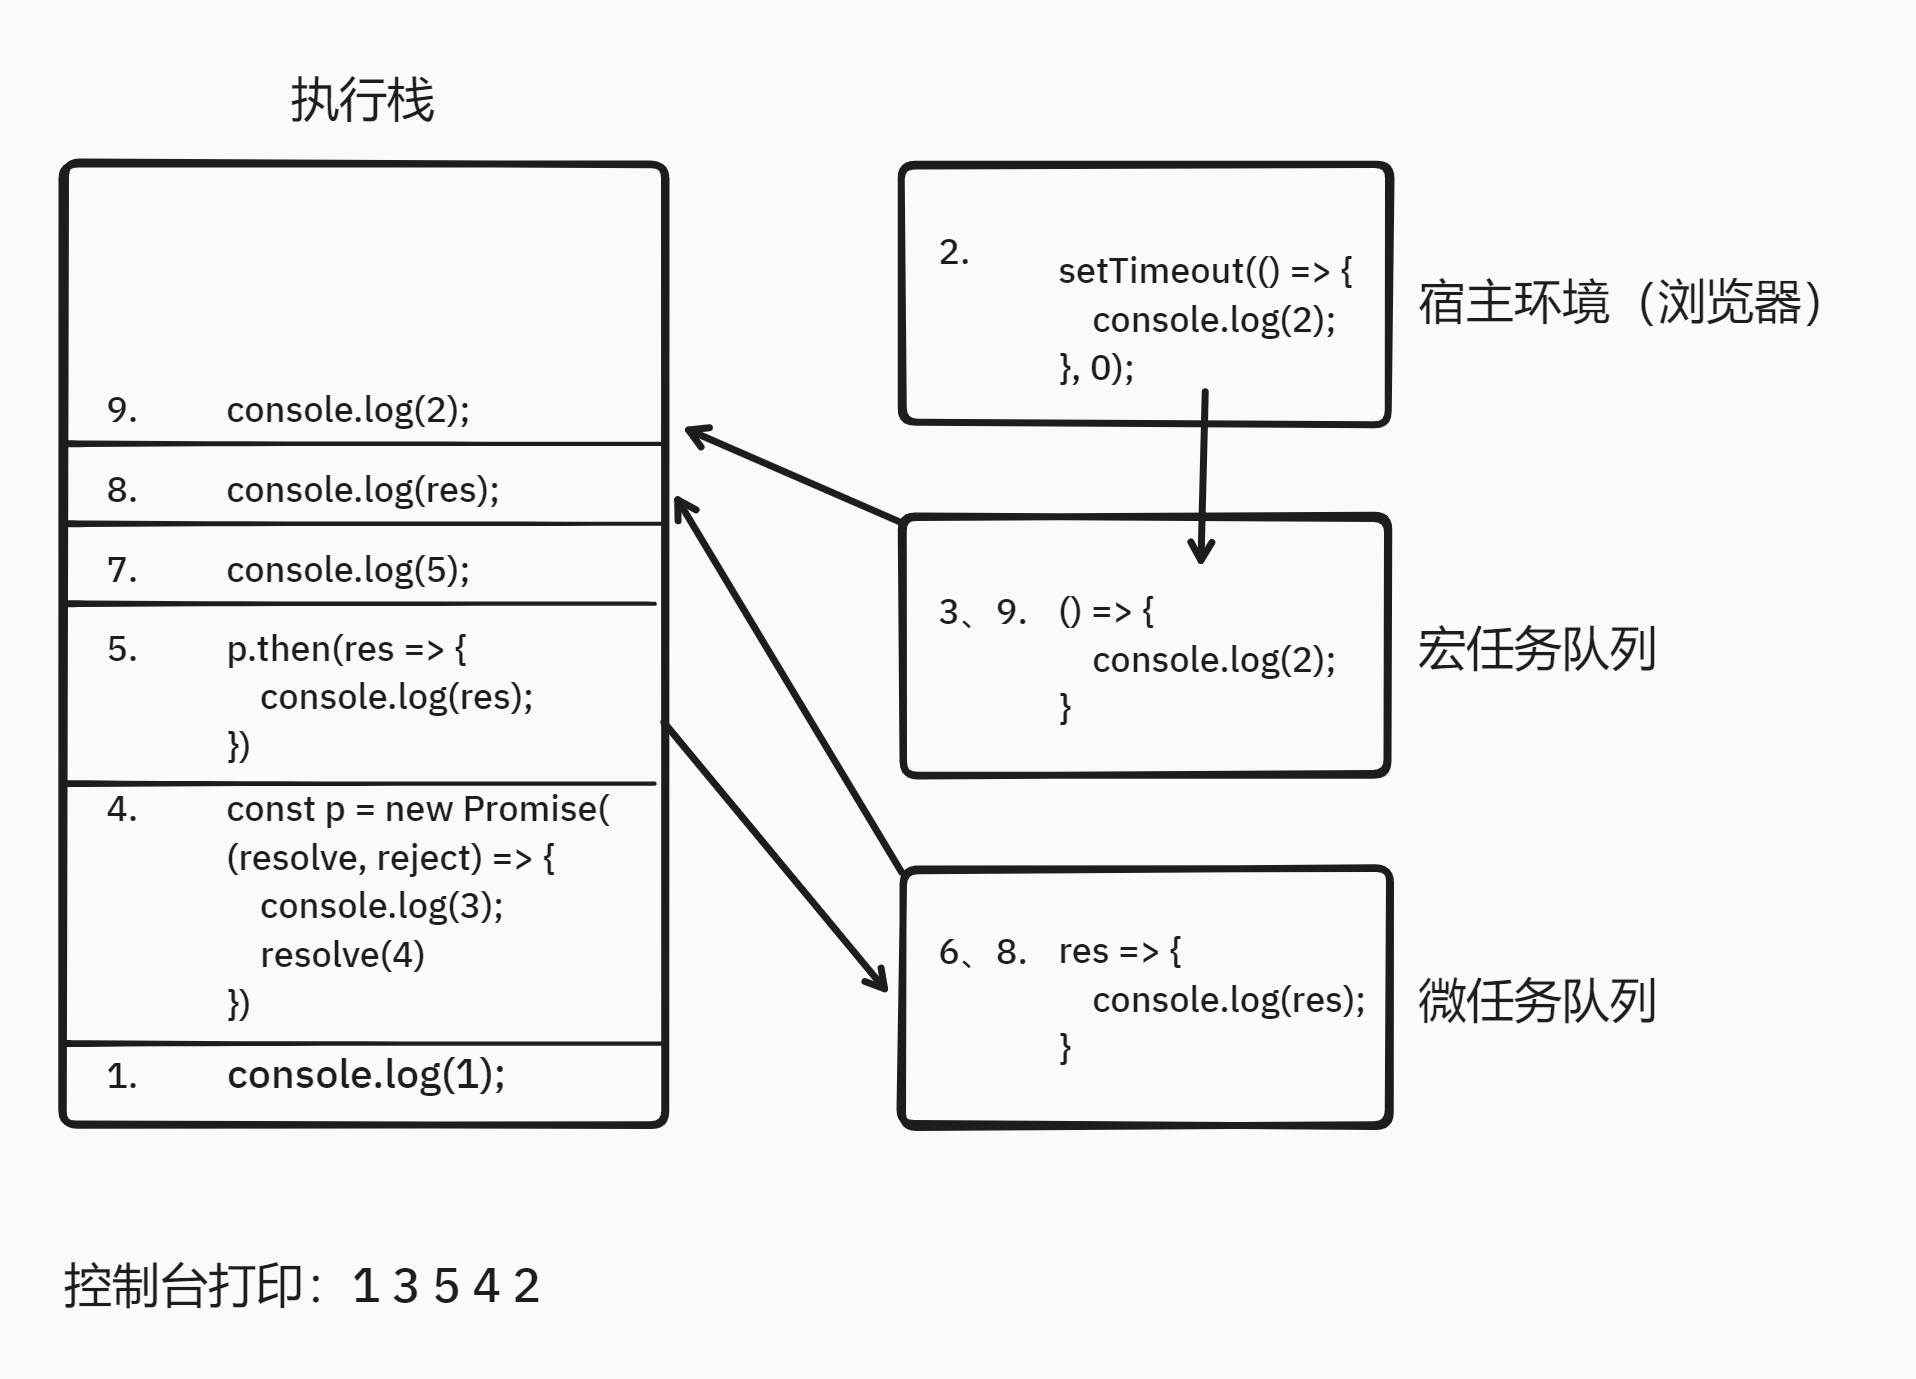 执行栈
9. console.log(2);
8. console.log(res);
7. console.log(5);
5. p.then(res => {
console.log(res);
})
4. const p = new Promise(
(resolve, reject) => {
console.log(3);
resolve(4)
})
1. console.log(1);
2.
setTimeout(() => {
console.log(2);
}, 0);
宿主环境（浏览器）
3、9. () => {
console.log(2);
}
宏任务队列
6、8. res => {
console.log(res);
}
微任务队列
控制台打印：1 3 5 4 2